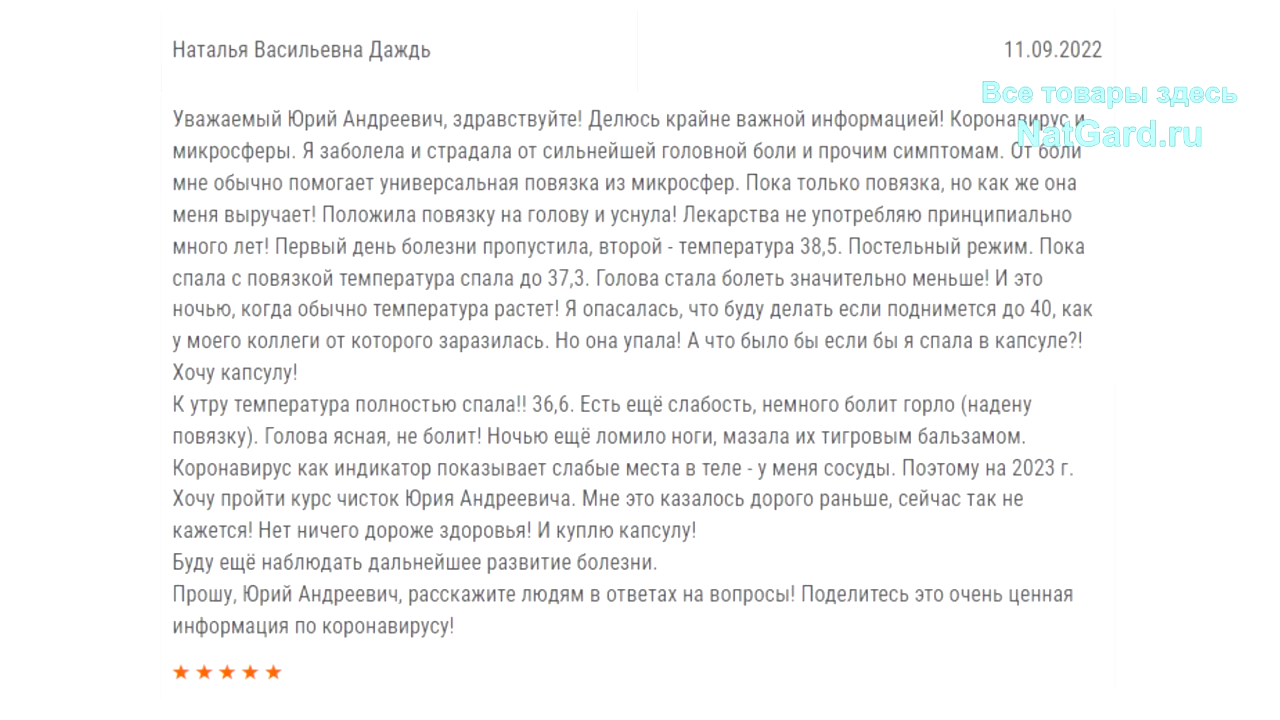 Наталья Васильевна Даждь
11.09.2022
Все товары здесь
NatGard.ru
Уважаемый Юрий Андреевич, здравствуйте! Делюсь крайне важной информацией! Коронавирус и
микросферы. Я заболела и страдала от сильнейшей головной боли и прочим симптомам. От боли
мне обычно помогает универсальная повязка из микросфер. Пока только повязка, но как же она
меня выручает! Положила повязку на голову и уснула! Лекарства не употребляю принципиально
много лет! Первый день болезни пропустила, второй - температура 38,5. Постельный режим. Пока
спала с повязкой температура спала до 37,3. Голова стала болеть значительно меньше! И это
ночью, когда обычно температура растет! Я опасалась, что буду делать если поднимется до 40, как
у моего коллеги от которого заразилась. Но она упала! А что было бы если бы я спала в капсуле?!
Хочу капсулу!
К утру температура полностью спала!! 36,6. Есть ещё слабость, немного болит горло (надену
повязку). Голова ясная, не болит! Ночью ещё ломило ноги, мазала их тигровым бальзамом.
Коронавирус как индикатор показывает слабые места в теле - у меня сосуды. Поэтому на 2023 г.
Хочу пройти курс чисток Юрия Андреевича. Мне это казалось дорого раньше, сейчас так не
кажется! Нет ничего дороже здоровья! И куплю капсулу!
Буду ещё наблюдать дальнейшее развитие болезни.
Прошу, Юрий Андреевич, расскажите людям в ответах на вопросы! Поделитесь это очень ценная
информация по коронавирусу!